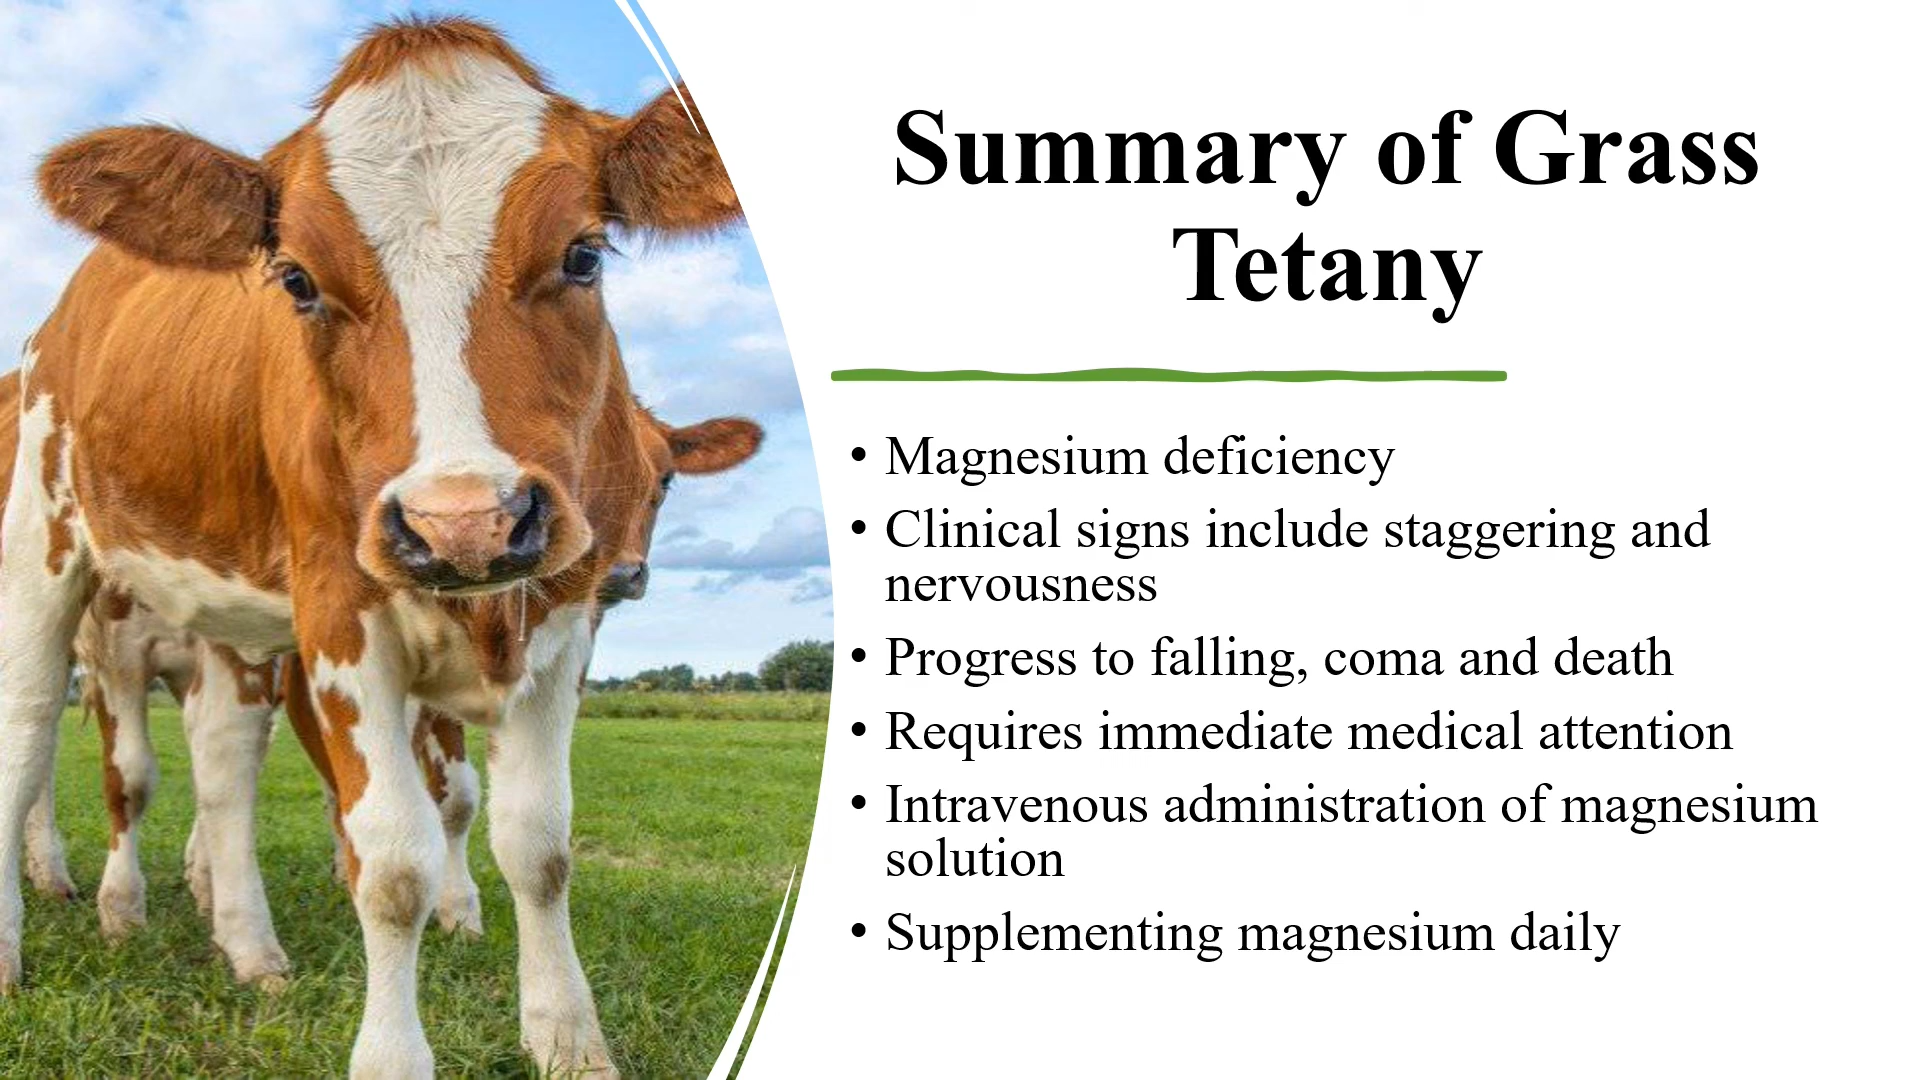 Summary of Grass
Tetany
• Magnesium deficiency
• Clinical signs include staggering and
nervousness
• Progress to falling, coma and death
• Requires immediate medical attention
• Intravenous administration of magnesium
solution
• Supplementing magnesium daily